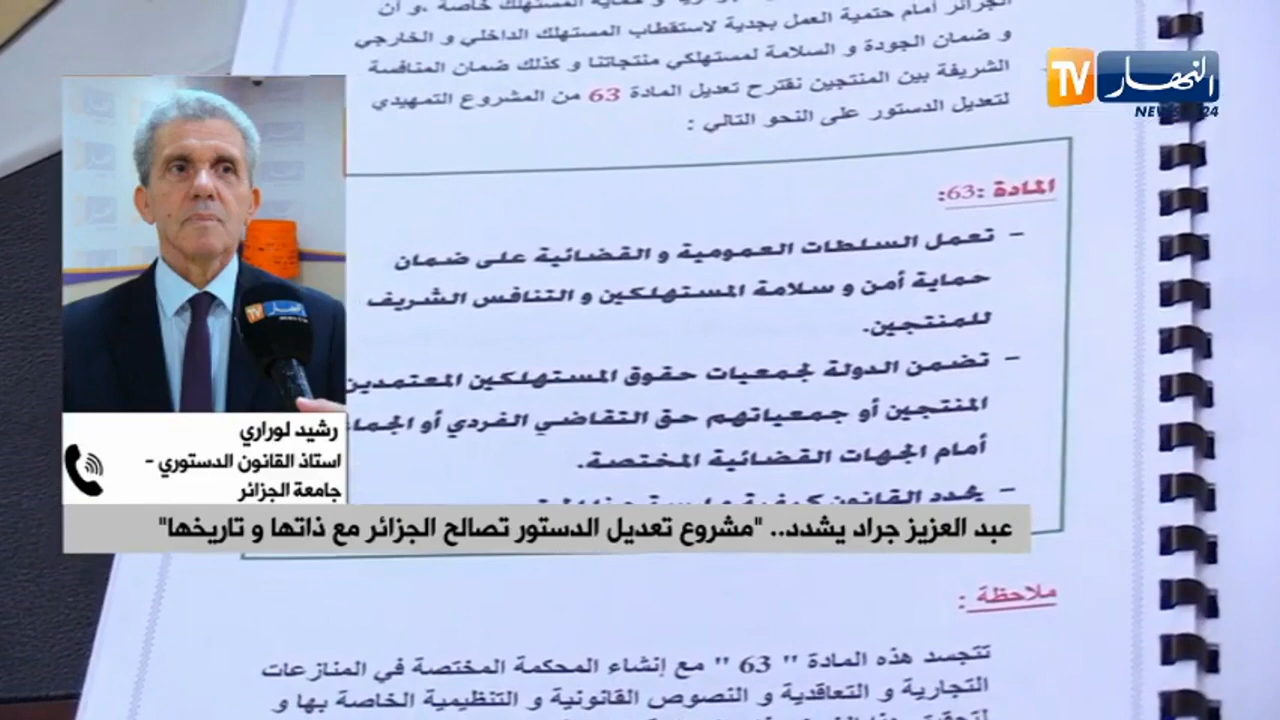 الجزائر أمام حتمية العمل بجدية لاستقطاب المستهلك الداخلي و الخارجي
و ضمان الجودة و السلامة لمستهلكي منتجاتنا و كذلك ضمان المنافسة
الشريفة بين المنتجين نقترح تعديل المادة 63 من المشروع التمهيدي
لتعديل الدستور على النحو التالي :
المادة :63:
– تعمل السلطات العمومية و القضائية على ضمان
حماية أمن و سلامة المستهلكين و التنافس الشريف
للمنتجين.
– تضمن الدولة لجمعيات حقوق المستهلكين المعتمدين
المنتجين أو جمعياتهم حق التقاضي الفردي أو
أمام الجهات القضائية المختصة.
– يحدد القانون كيفية
ملاحظة :
تتجسد هذه المادة " 63 " مع إنشاء المحكمة المختصة في المنازعات
التجارية و التعاقدية و النصوص القانونية و التنظيمية الخاصة بها و
النهار TV
NEWS 24
النهار TV
رشيد لوراري
استاذ القانون الدستوري -
جامعة الجزائر
عبد العزيز جراد يشدد.. "مشروع تعديل الدستور تصالح الجزائر مع ذاتها و تاريخها"